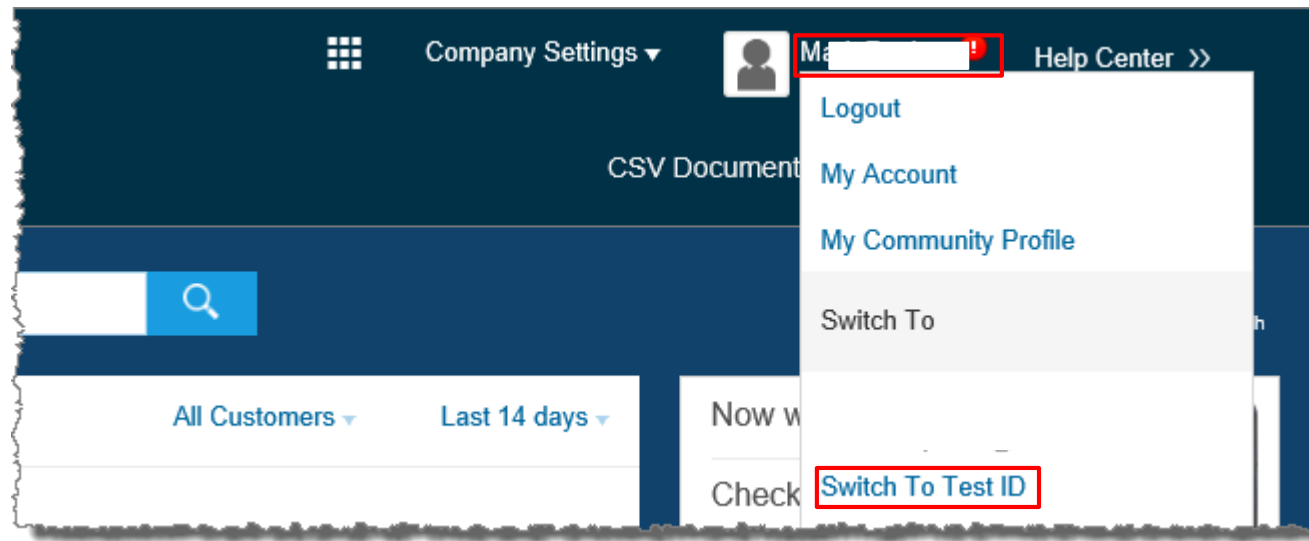 Company Settings
Help Center >>
Logout
CSV Document
My Account
My Community Profile
Switch To
All Customers
Last 14 days
Now
Check
Switch To Test ID